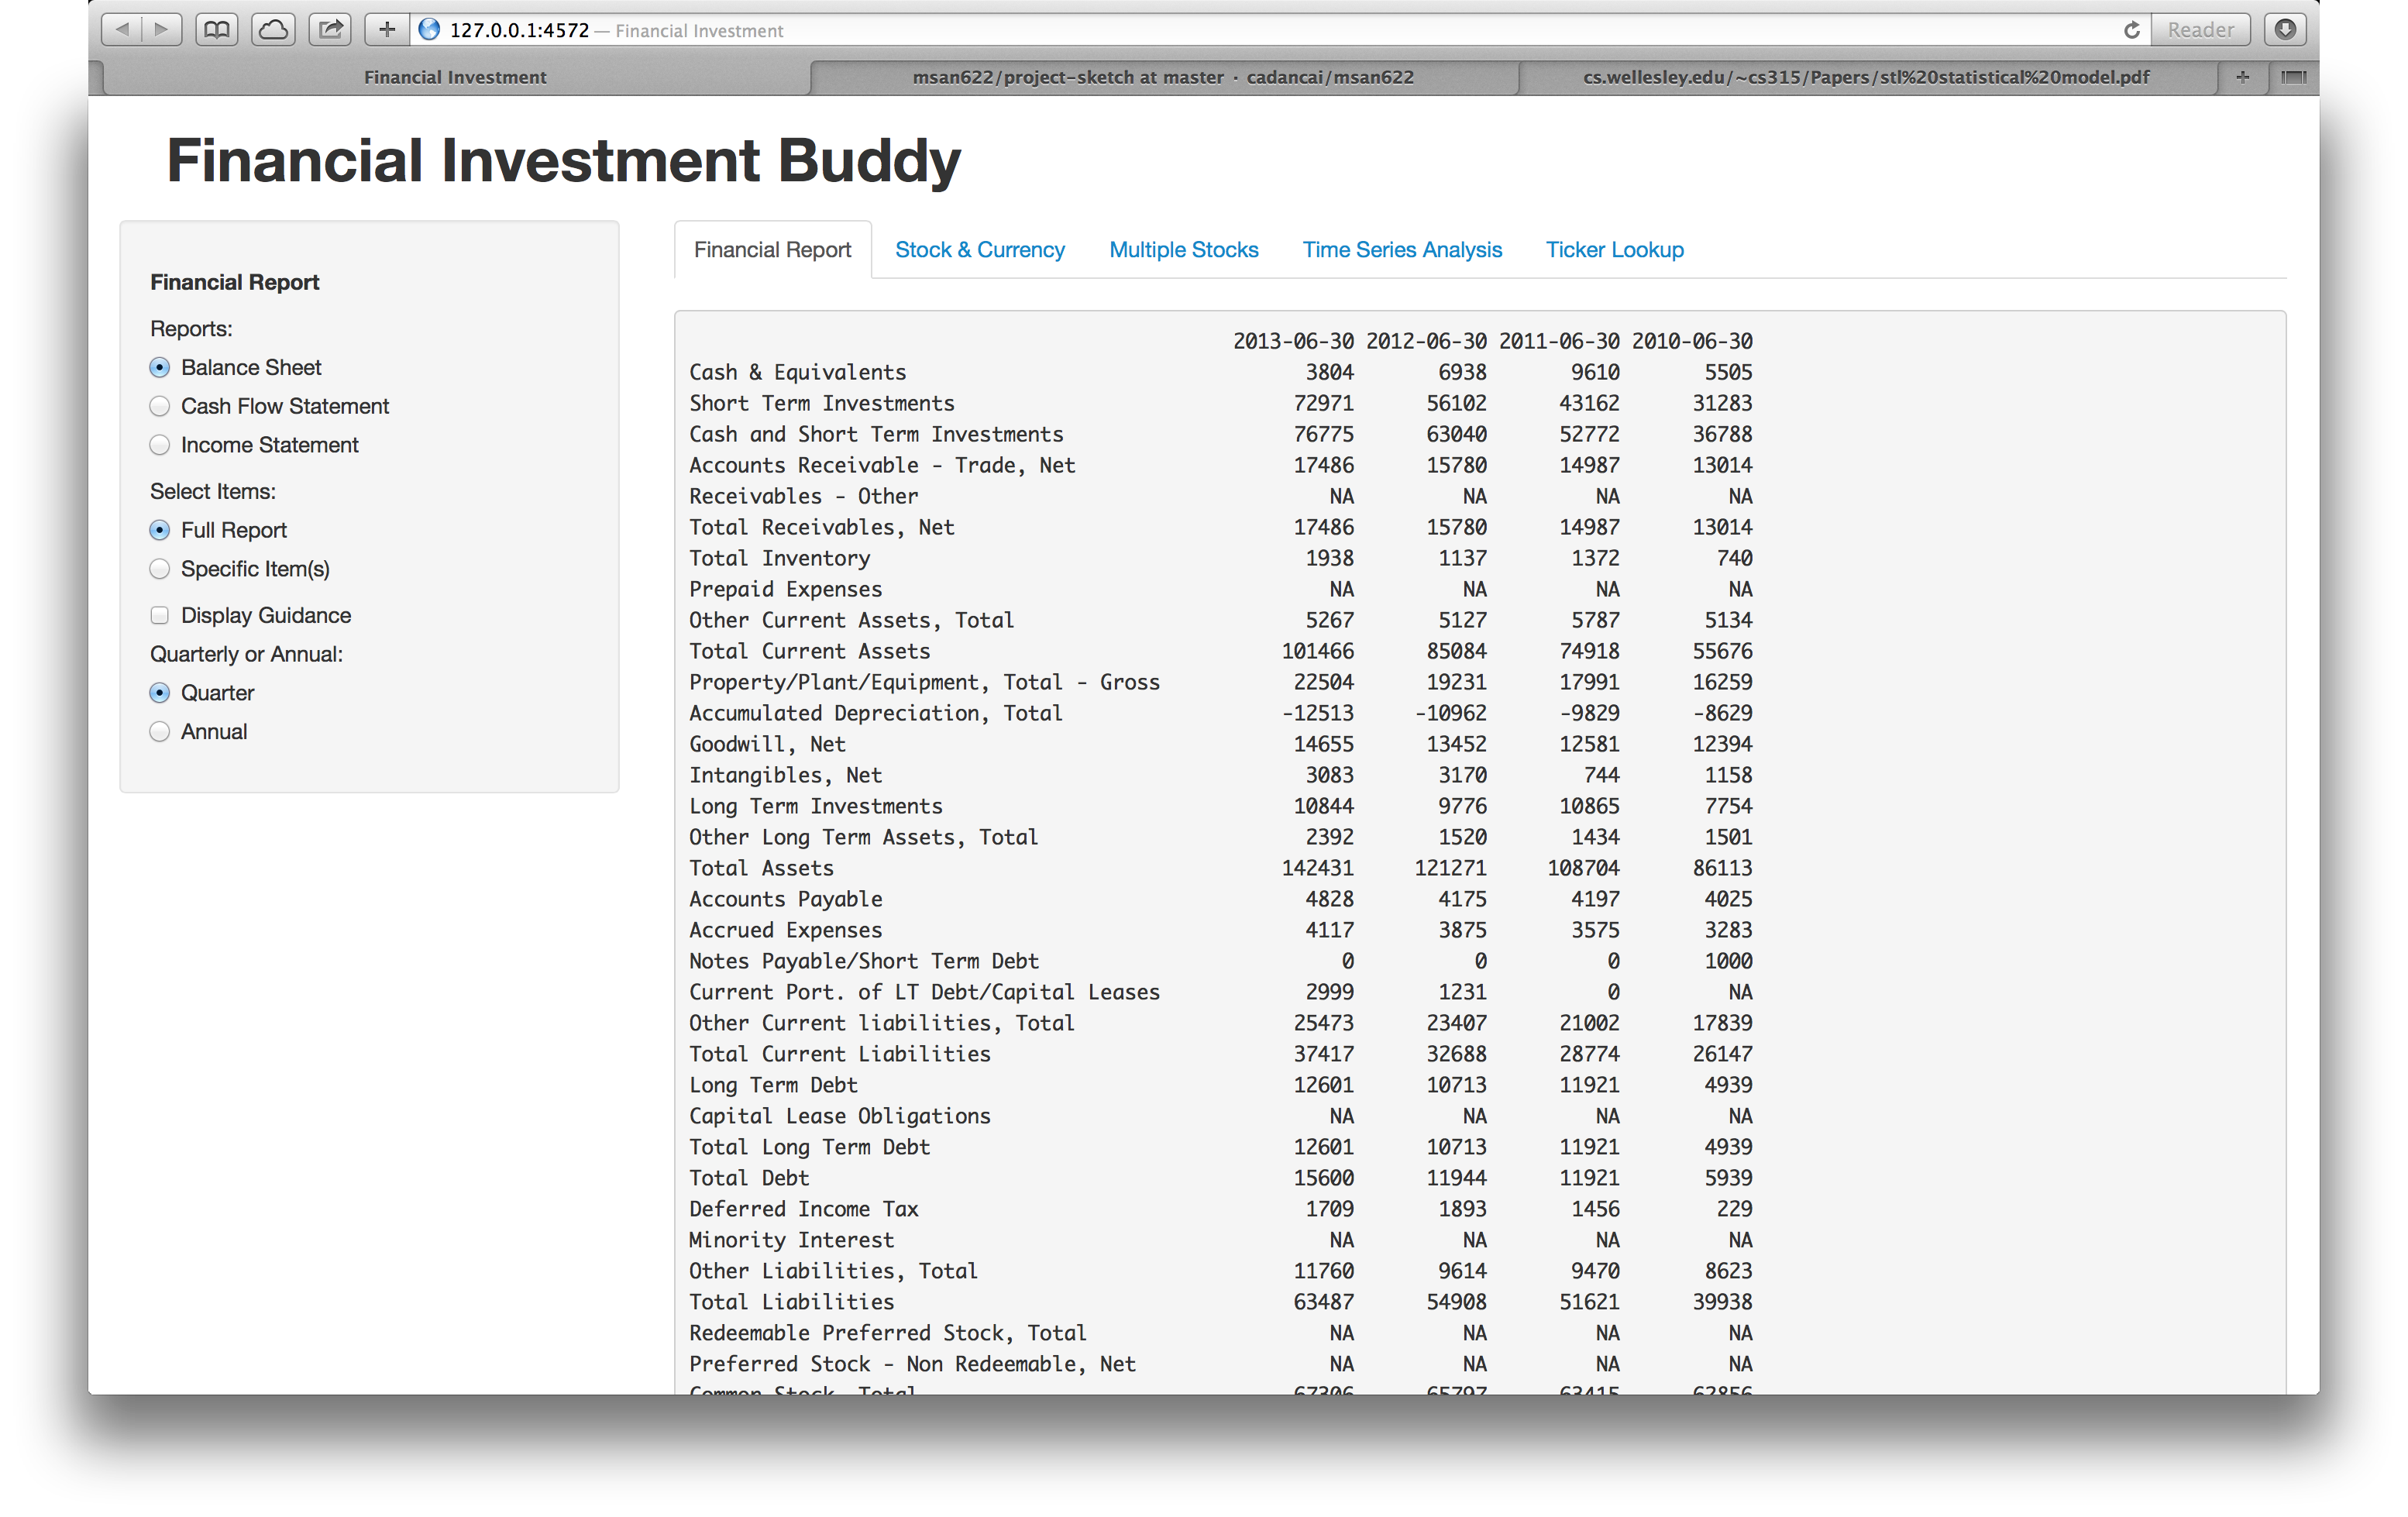 127.0.0.1:4572 — Financial Investment
Reader
Financial Investment
msan622/project-sketch at master · cadancai/msan622
cs.wellesley.edu/~cs315/Papers/stl%20statistical%20model.pdf
Financial Investment Buddy
Financial Report
Reports:
Balance Sheet
Cash Flow Statement
Income Statement
Select Items:
Full Report
Specific Item(s)
Display Guidance
Quarterly or Annual:
Quarter
Annual
Financial Report Stock & Currency Multiple Stocks Time Series Analysis Ticker Lookup
2013-06-30 2012-06-30 2011-06-30 2010-06-30
Cash & Equivalents 3804 6938 9610 5505
Short Term Investments 72971 56102 43162 31283
Cash and Short Term Investments 76775 63040 52772 36788
Accounts Receivable - Trade, Net 17486 15780 14987 13014
Receivables - Other NA NA NA NA
Total Receivables, Net 17486 15780 14987 13014
Total Inventory 1938 1137 1372 740
Prepaid Expenses NA NA NA NA
Other Current Assets, Total 5267 5127 5787 5134
Total Current Assets 101466 85084 74918 55676
Property/Plant/Equipment, Total - Gross 22504 19231 17991 16259
Accumulated Depreciation, Total -12513 -10962 -9829 -8629
Goodwill, Net 14655 13452 12581 12394
Intangibles, Net 3083 3170 744 1158
Long Term Investments 10844 9776 10865 7754
Other Long Term Assets, Total 2392 1520 1434 1501
Total Assets 142431 121271 108704 86113
Accounts Payable 4828 4175 4197 4025
Accrued Expenses 4117 3875 3575 3283
Notes Payable/Short Term Debt 0 0 0 1000
Current Port. of LT Debt/Capital Leases 2999 1231 0 NA
Other Current liabilities, Total 25473 23407 21002 17839
Total Current Liabilities 37417 32688 28774 26147
Long Term Debt 12601 10713 11921 4939
Capital Lease Obligations NA NA NA NA
Total Long Term Debt 12601 10713 11921 4939
Total Debt 15600 11944 11921 5939
Deferred Income Tax 1709 1893 1456 229
Minority Interest NA NA NA NA
Other Liabilities, Total 11760 9614 9470 8623
Total Liabilities 63487 54908 51621 39938
Redeemable Preferred Stock, Total NA NA NA NA
Preferred Stock - Non Redeemable, Net NA NA NA NA
Common Stock, Total 67306 65797 63415 62856